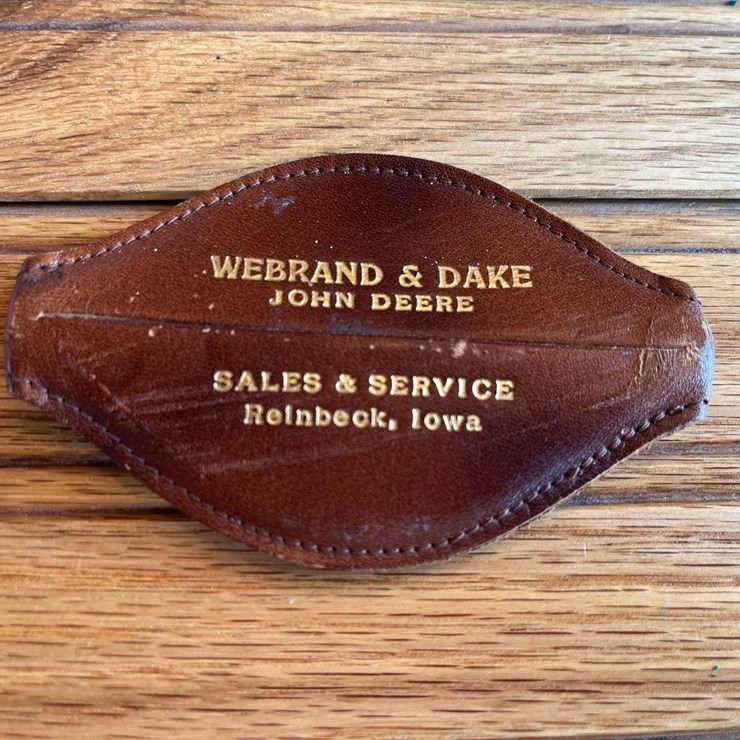 WEBRAND & DAKE
JOHN DEERE
SALES & SERVICE
Reinbeck, Iowa